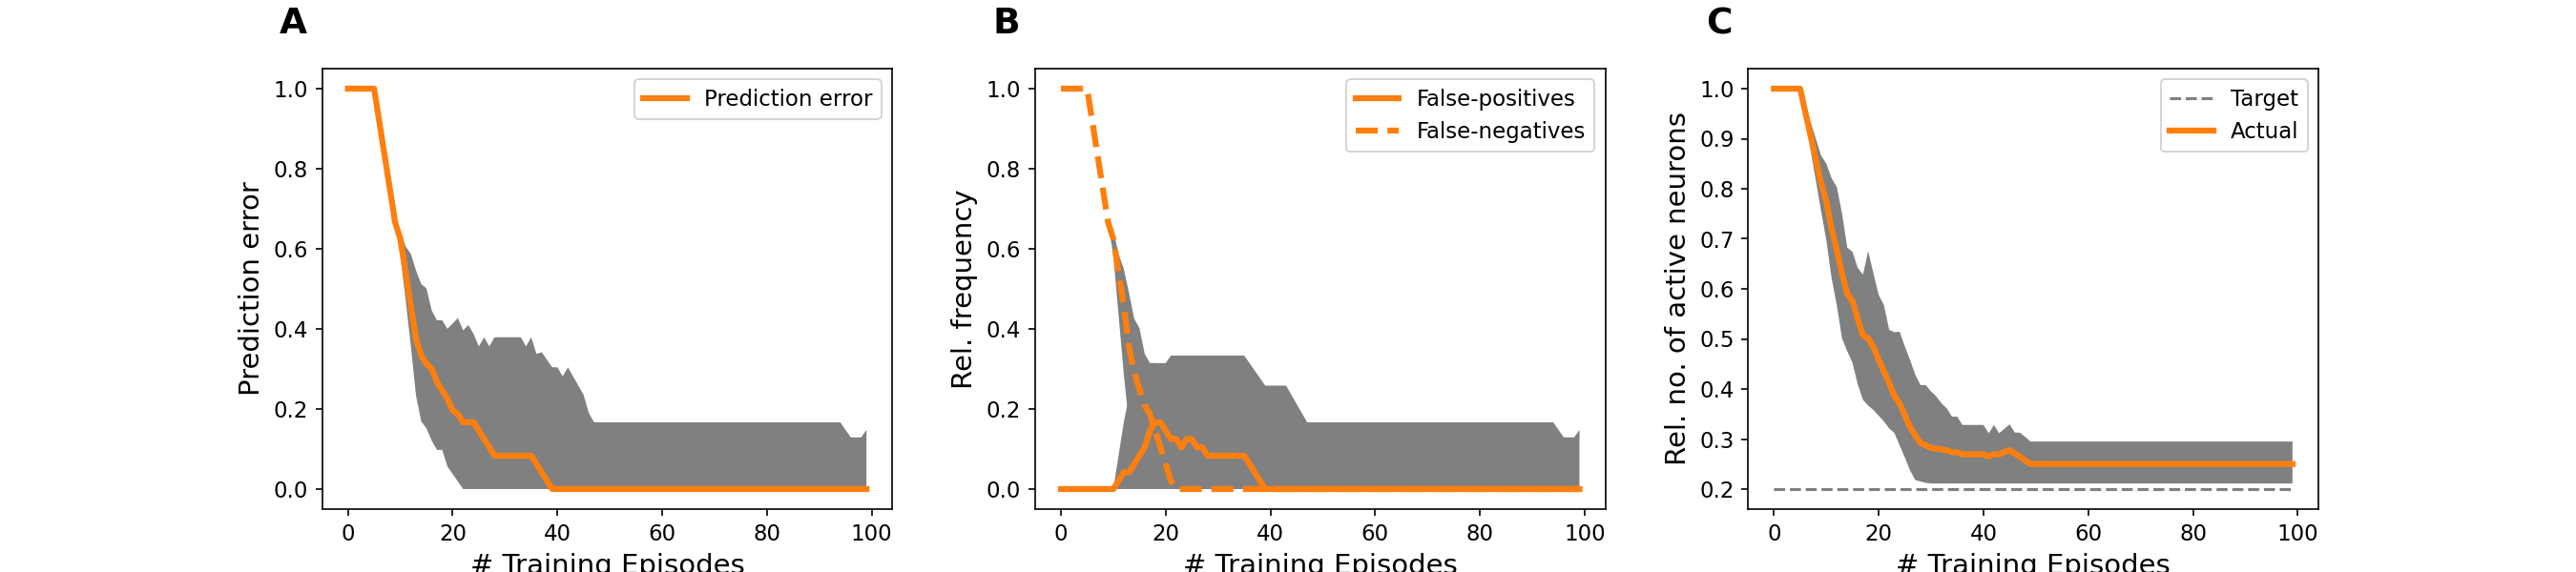 A
B
C
1.0
0.8
0.6
0.4
0.2
0.0
Prediction error
Prediction error
0
20
40
60
80
100
# Training Episodes
1.0
0.8
0.6
0.4
0.2
0.0
Rel. frequency
False-positives
False-negatives
0
20
40
60
80
100
# Training Episodes
1.0
0.9
0.8
0.7
0.6
0.5
0.4
0.3
0.2
Rel. no. of active neurons
Target
Actual
0
20
40
60
80
100
# Training Episodes